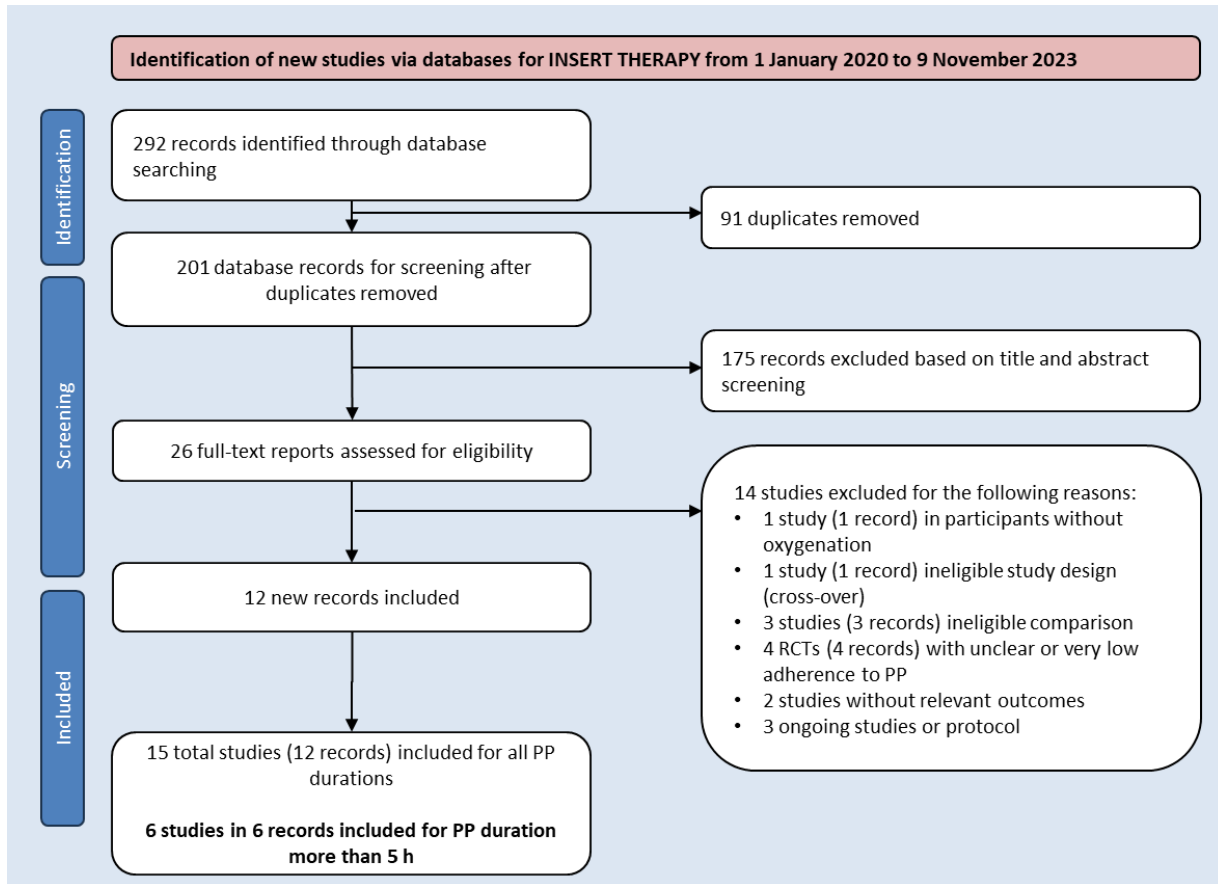 Identification of new studies via databases for INSERT THERAPY from 1 January 2020 to 9 November 2023
Identification
292 records identified through database
searching
91 duplicates removed
201 database records for screening after
duplicates removed
Screening
175 records excluded based on title and abstract
screening
26 full-text reports assessed for eligibility
14 studies excluded for the following reasons:
• 1 study (1 record) in participants without
oxygenation
• 1 study (1 record) ineligible study design
(cross-over)
• 3 studies (3 records) ineligible comparison
• 4 RCTs (4 records) with unclear or very low
adherence to PP
• 2 studies without relevant outcomes
• 3 ongoing studies or protocol
12 new records included
Included
15 total studies (12 records) included for all PP
durations
6 studies in 6 records included for PP duration
more than 5 h